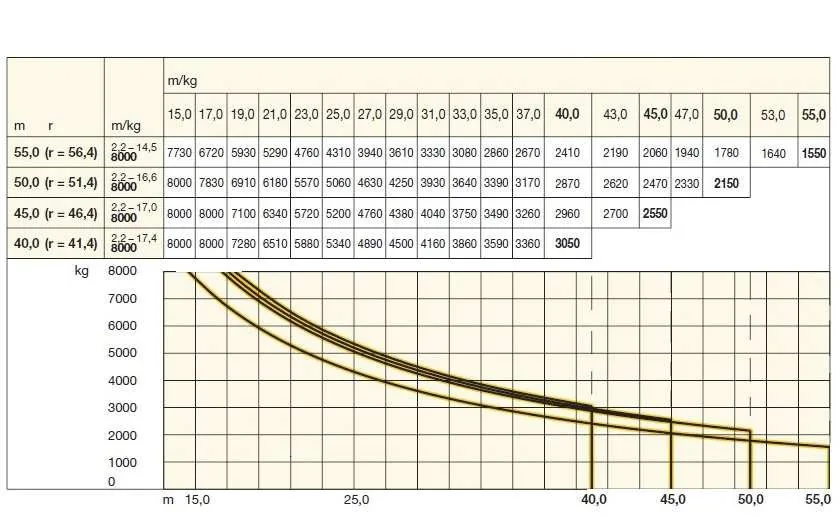 m/kg
m r m/kg 15,0 17,0 19,0 21,0 23,0 25,0 27,0 29,0 31,0 33,0 35,0 37,0 40,0 43,0 45,0 47,0 50,0 53,0 55,0
55,0 (r = 56,4) 2,2 – 14,5 8000 7730 6720 5930 5290 4760 4310 3940 3610 3330 3080 2860 2670 2410 2190 2060 1940 1780 1640 1550
50,0 (r = 51,4) 2,2 – 16,6 8000 8000 7830 6910 6180 5570 5060 4630 4250 3930 3640 3390 3170 2870 2620 2470 2330 2150
45,0 (r = 46,4) 2,2 – 17,0 8000 8000 8000 7100 6340 5720 5200 4760 4380 4040 3750 3490 3260 2960 2700 2550
40,0 (r = 41,4) 2,2 – 17,4 8000 8000 8000 7280 6510 5880 5340 4890 4500 4160 3860 3590 3360 3050
kg 8000
7000
6000
5000
4000
3000
2000
1000
0
m 15,0 25,0 40,0 45,0 50,0 55,0